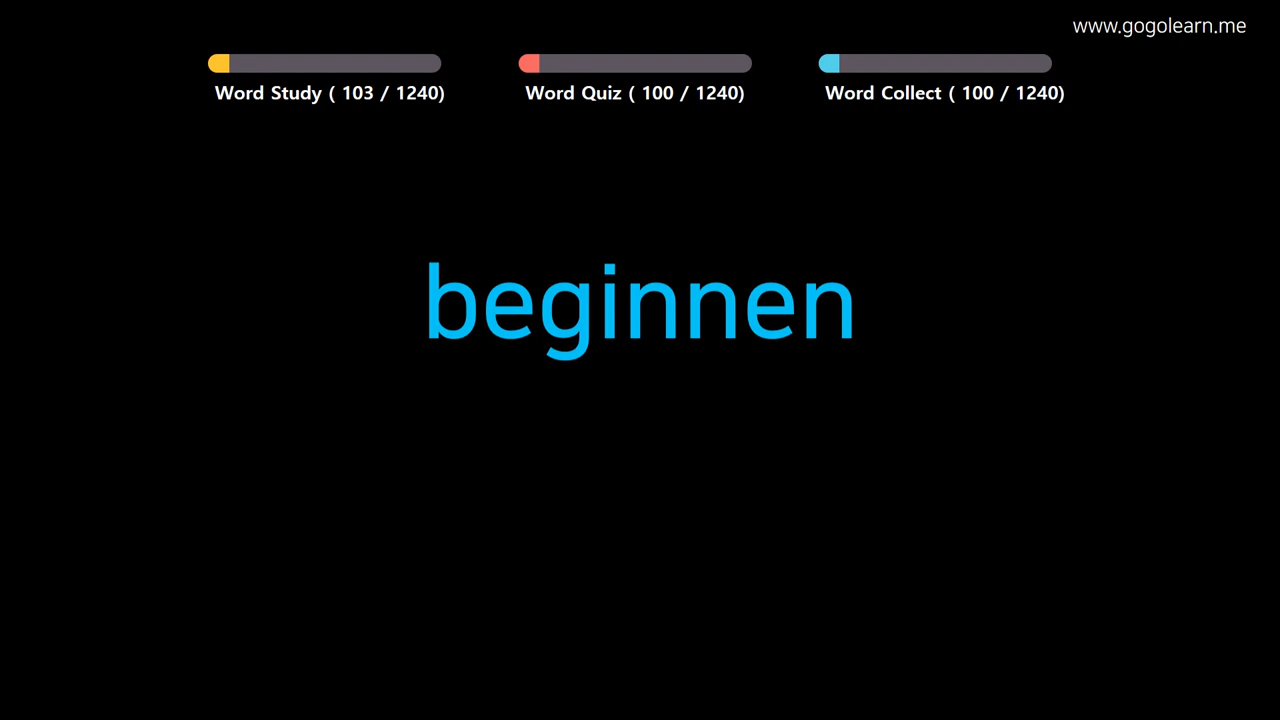 www.gogolearn.me
Word Study ( 103 / 1240)
Word Quiz ( 100 / 1240)
Word Collect ( 100 / 1240)
beginnen